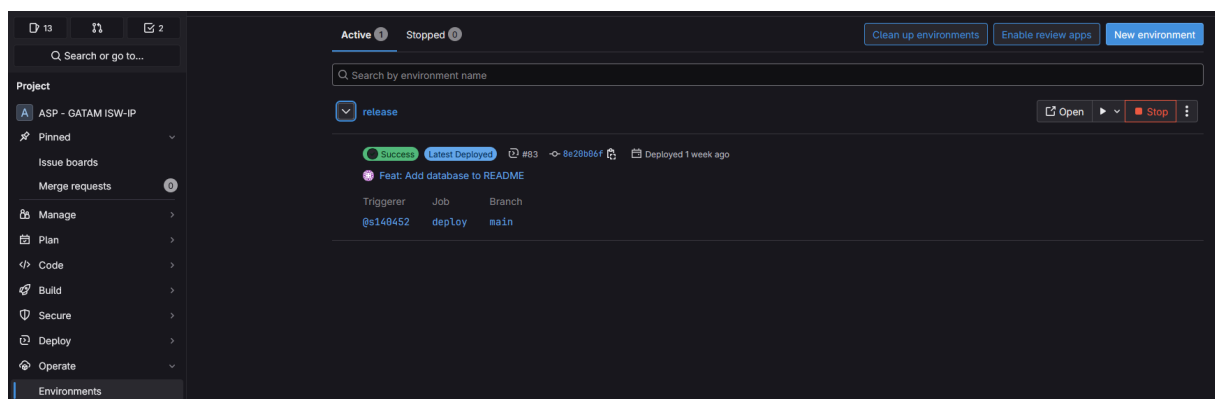 13 2
Search or go to...
Project
A ASP - GATAM ISW-IP
Pinned
Issue boards
Merge requests 0
Manage
Plan
Code
Build
Secure
Deploy
Operate
Environments
Active 1 Stopped 0 Clean up environments Enable review apps New environment
Search by environment name
release Open Stop
Success Latest Deployed #83 8e20b06f Deployed 1 week ago
Feat: Add database to README
Triggerer Job Branch
@s140452 deploy main